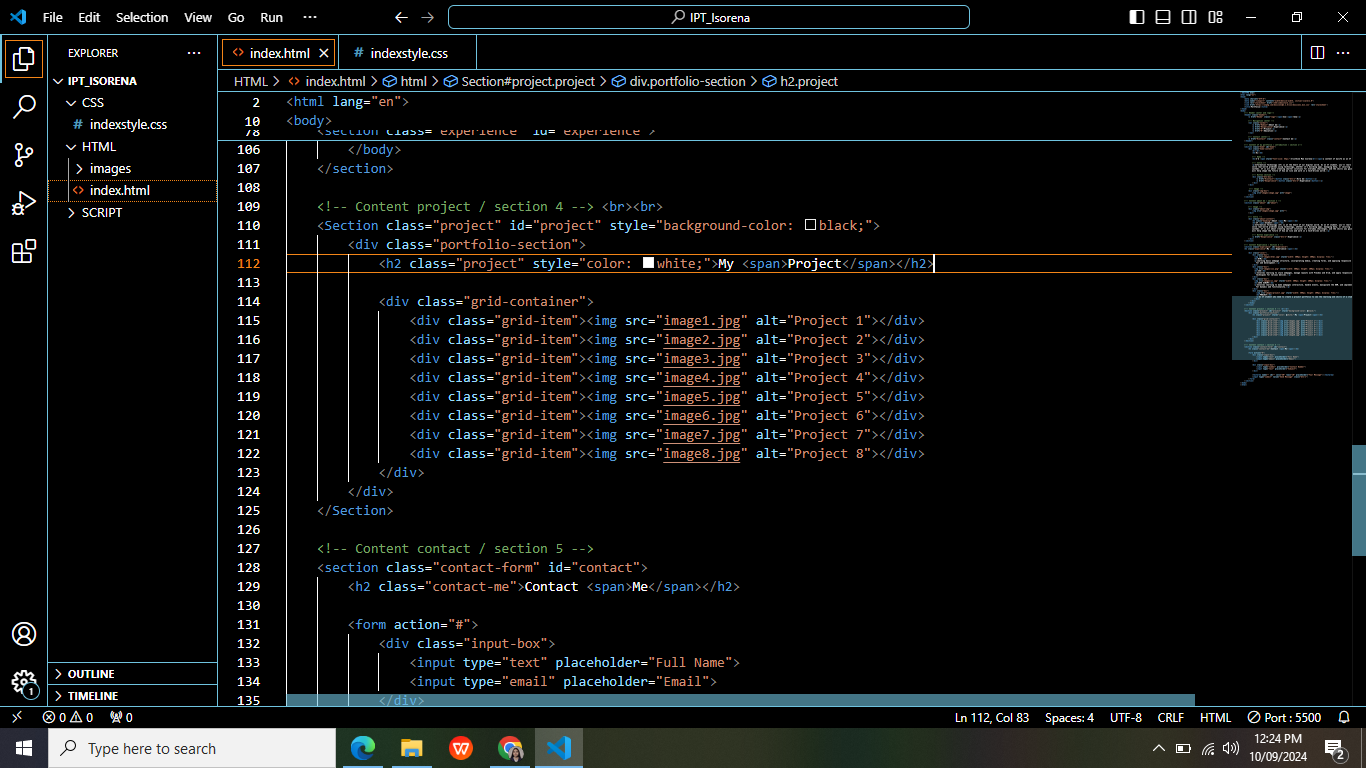 File Edit Selection View Go Run ··· IPT_Isorena
EXPLORER ···
IPT_ISORENA
CSS
# indexstyle.css
HTML
images
<> index.html
SCRIPT
OUTLINE
TIMELINE
<> index.html # indexstyle.css
HTML > <> index.html > html > Section#project.project > div.portfolio-section > h2.project
2 <html lang="en">
10 <body>
78 <section class="experience" id="experience">
106 </body>
107 </section>
108
109 <!-- Content project / section 4 --> <br><br>
110 <Section class="project" id="project" style="background-color: black;">
111 <div class="portfolio-section">
112 <h2 class="project" style="color: white;">My <span>Project</span></h2>
113
114 <div class="grid-container">
115 <div class="grid-item"><img src="image1.jpg" alt="Project 1"></div>
116 <div class="grid-item"><img src="image2.jpg" alt="Project 2"></div>
117 <div class="grid-item"><img src="image3.jpg" alt="Project 3"></div>
118 <div class="grid-item"><img src="image4.jpg" alt="Project 4"></div>
119 <div class="grid-item"><img src="image5.jpg" alt="Project 5"></div>
120 <div class="grid-item"><img src="image6.jpg" alt="Project 6"></div>
121 <div class="grid-item"><img src="image7.jpg" alt="Project 7"></div>
122 <div class="grid-item"><img src="image8.jpg" alt="Project 8"></div>
123 </div>
124 </div>
125 </Section>
126
127 <!-- Content contact / section 5 -->
128 <section class="contact-form" id="contact">
129 <h2 class="contact-me">Contact <span>Me</span></h2>
130
131 <form action="#">
132 <div class="input-box">
133 <input type="text" placeholder="Full Name">
134 <input type="email" placeholder="Email">
135 </div>
1
0 0 0 Ln 112, Col 83 Spaces: 4 UTF-8 CRLF HTML Port : 5500
Type here to search
W
12:24 PM
10/09/2024
2